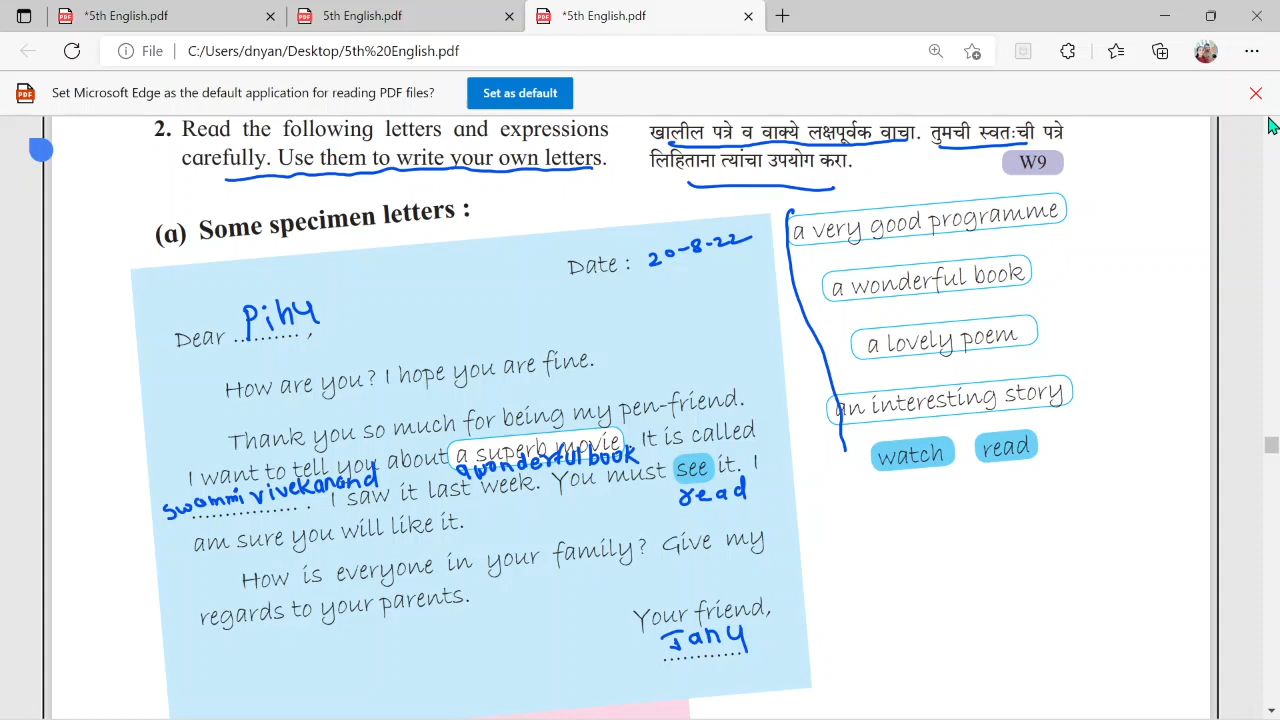 *5th English.pdf
5th English.pdf
*5th English.pdf
File
C:/Users/dnyan/Desktop/5th%20English.pdf
Set Microsoft Edge as the default application for reading PDF files?
Set as default
2. Read the following letters and expressions
carefully. Use them to write your own letters.
खालील पत्रे व वाक्ये लक्षपूर्वक वाचा. तुमची स्वतःची पत्रे
लिहिताना त्यांचा उपयोग करा.
W9
(a) Some specimen letters :
Date : 20-8-22
Dear Pihu ,
How are you? I hope you are fine.
Thank you so much for being my pen-friend.
I want to tell you about a superb movie. It is called
a wonderful book
swammi vivekanand . I saw it last week. You must see it. I
read
am sure you will like it.
How is everyone in your family? Give my
regards to your parents.
Your friend,
Janu
a very good programme
a wonderful book
a lovely poem
an interesting story
watch read